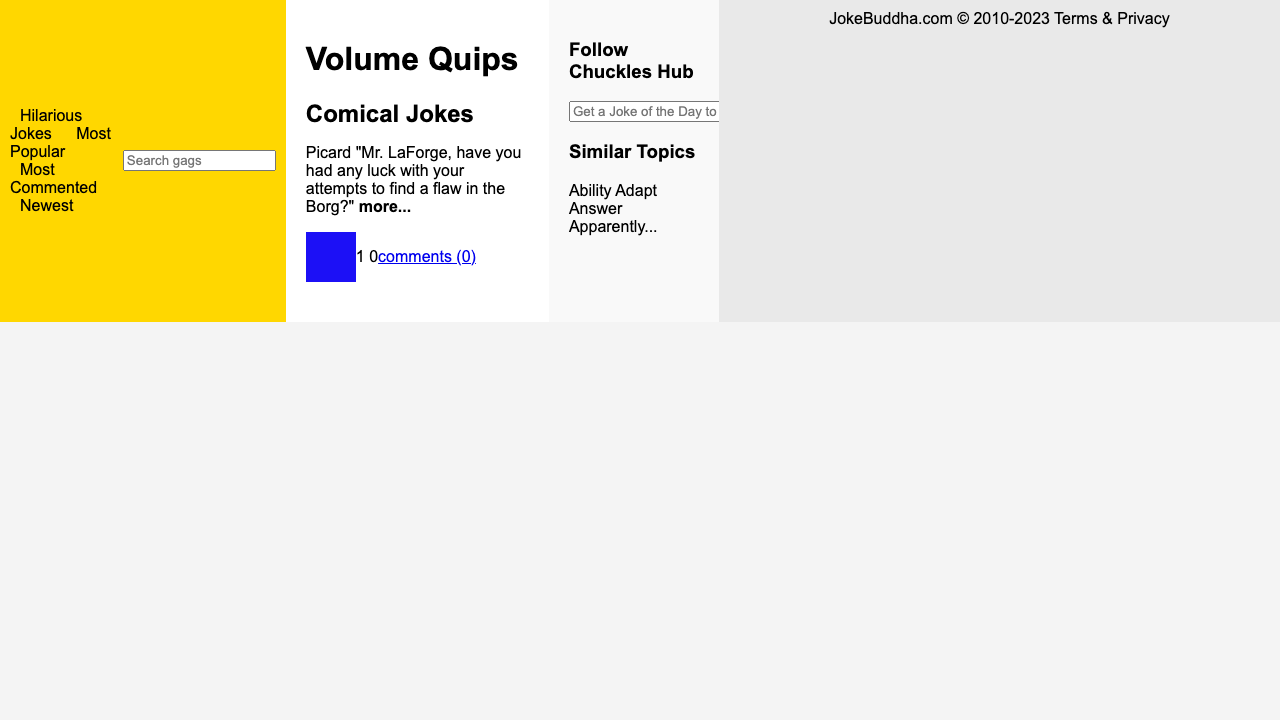 Hilarious
Jokes Most
Popular
Most
Commented
Newest
Search gags
Volume Quips
Comical Jokes
Picard "Mr. LaForge, have you
had any luck with your
attempts to find a flaw in the
Borg?" more...
1 0comments (0)
Follow
Chuckles Hub
Get a Joke of the Day to
Similar Topics
Ability Adapt
Answer
Apparently...
JokeBuddha.com © 2010-2023 Terms & Privacy